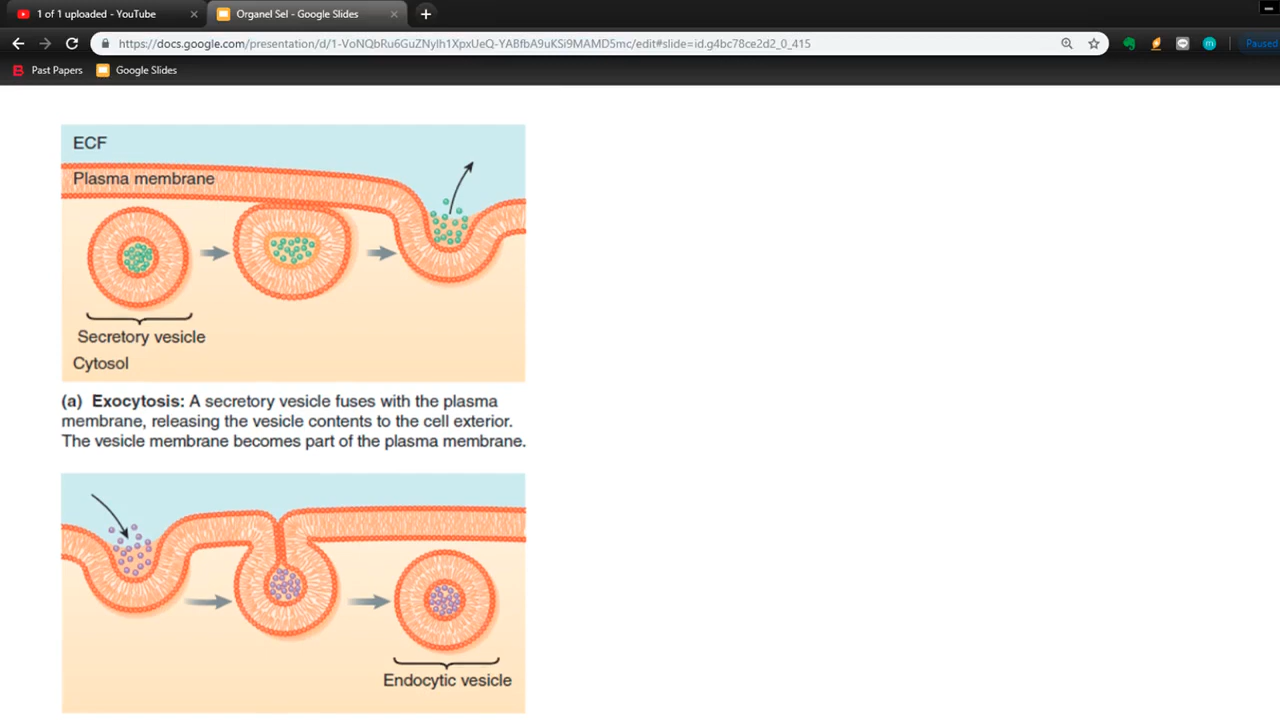 1 of 1 uploaded - YouTube
Organel Sel - Google Slides
https://docs.google.com/presentation/d/1-VoNQbRu6GuZNyIh1XpxUeQ-YABfbA9uKSi9MAMD5mc/edit#slide=id.g4bc78ce2d2_0_415
Paused
Past Papers
Google Slides
ECF
Plasma membrane
Secretory vesicle
Cytosol
(a) Exocytosis: A secretory vesicle fuses with the plasma
membrane, releasing the vesicle contents to the cell exterior.
The vesicle membrane becomes part of the plasma membrane.
Endocytic vesicle